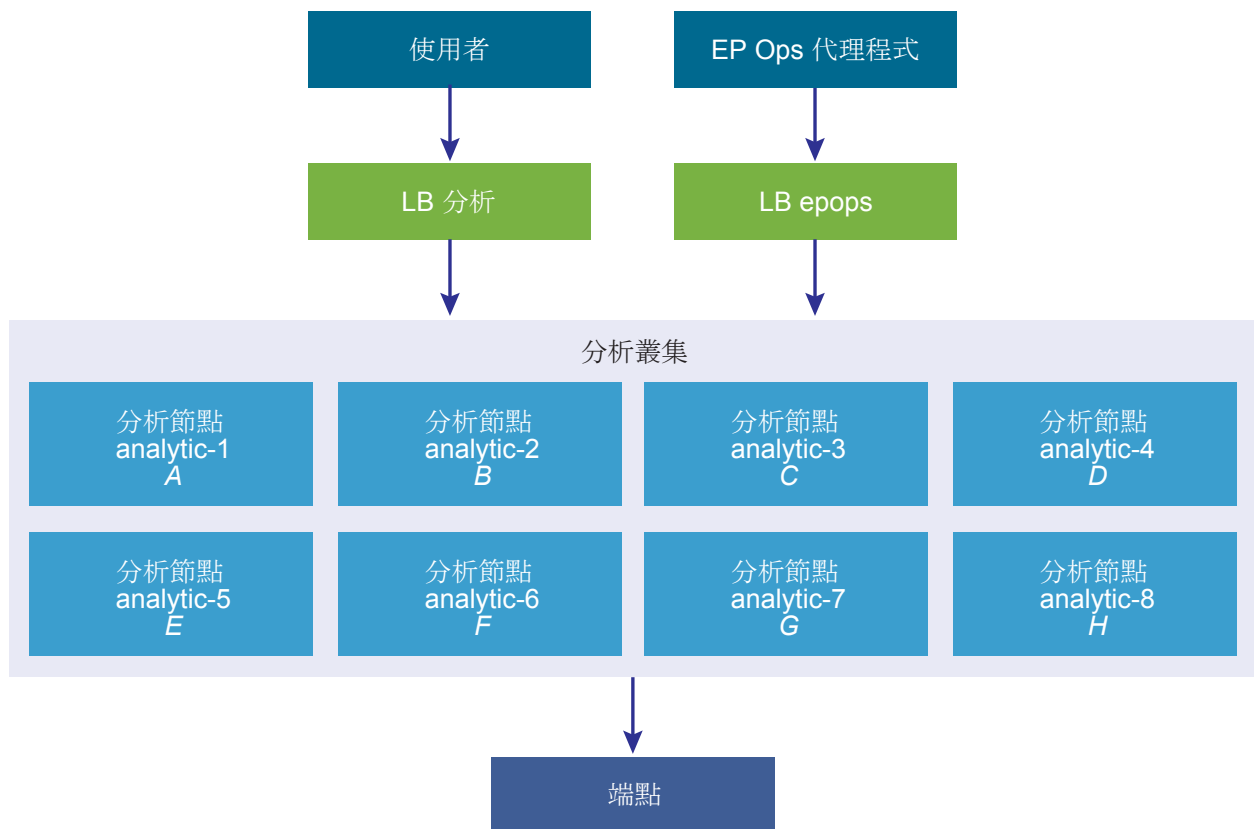 使用者
EP Ops 代理程式
LB 分析
LB epops
分析叢集
分析節點
analytic-1
A
分析節點
analytic-2
B
分析節點
analytic-3
C
分析節點
analytic-4
D
分析節點
analytic-5
E
分析節點
analytic-6
F
分析節點
analytic-7
G
分析節點
analytic-8
H
端點